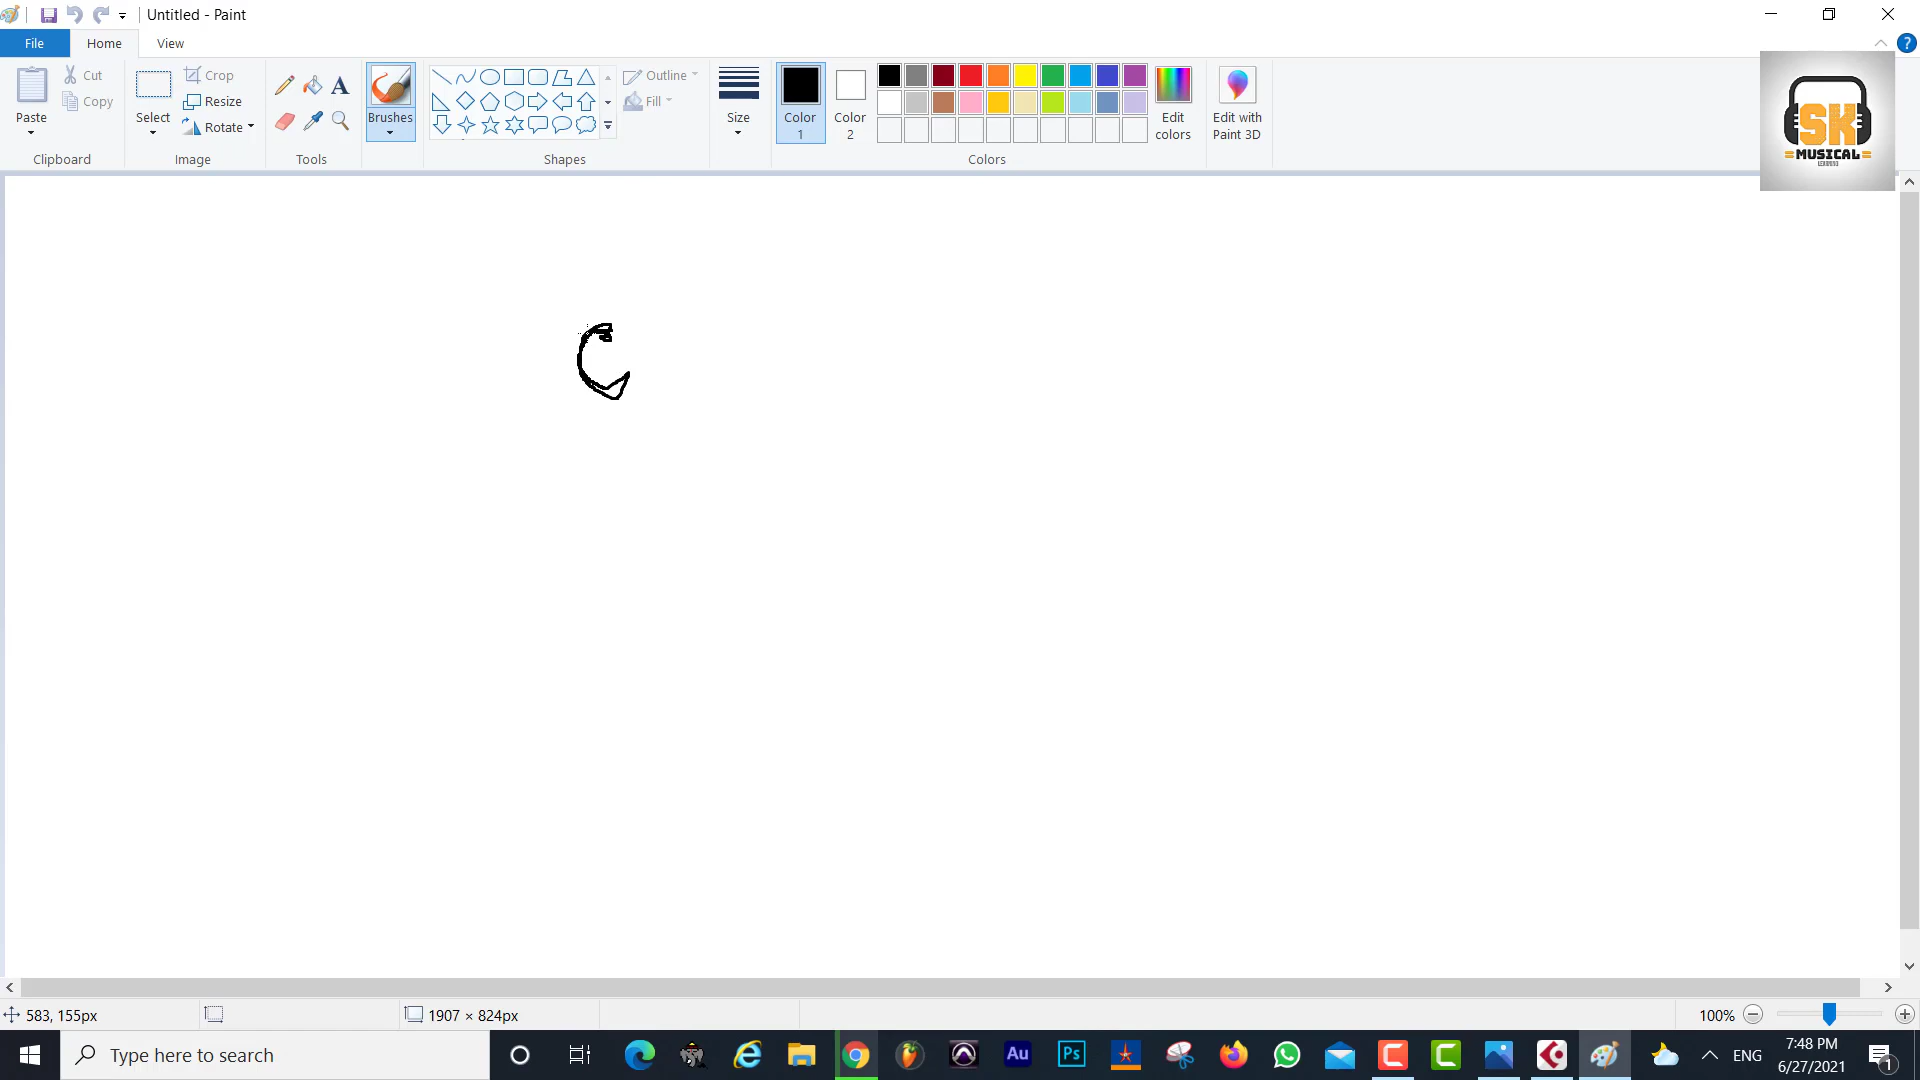 Untitled - Paint
File Home View
Paste
Cut
Copy
Clipboard
Select
Crop
Resize
Rotate
Image
A
Tools
Brushes
Shapes
Outline
Fill
Size
Color 1
Color 2
Colors
Edit colors
Edit with Paint 3D
SK
MUSICAL
C
583, 155px
1907 × 824px
100%
Type here to search
Au
Ps
ENG
7:48 PM
6/27/2021
1